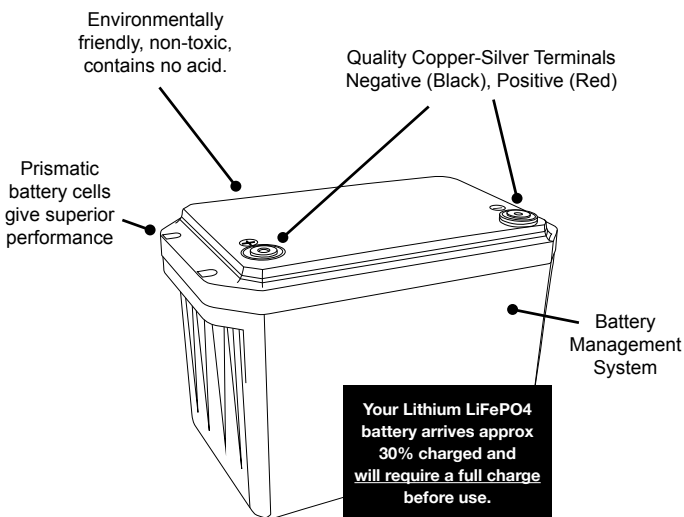 Environmentally
friendly, non-toxic,
contains no acid.
Quality Copper-Silver Terminals
Negative (Black), Positive (Red)
Prismatic
battery cells
give superior
performance
Battery
Management
System
Your Lithium LiFePO4
battery arrives approx
30% charged and
will require a full charge
before use.